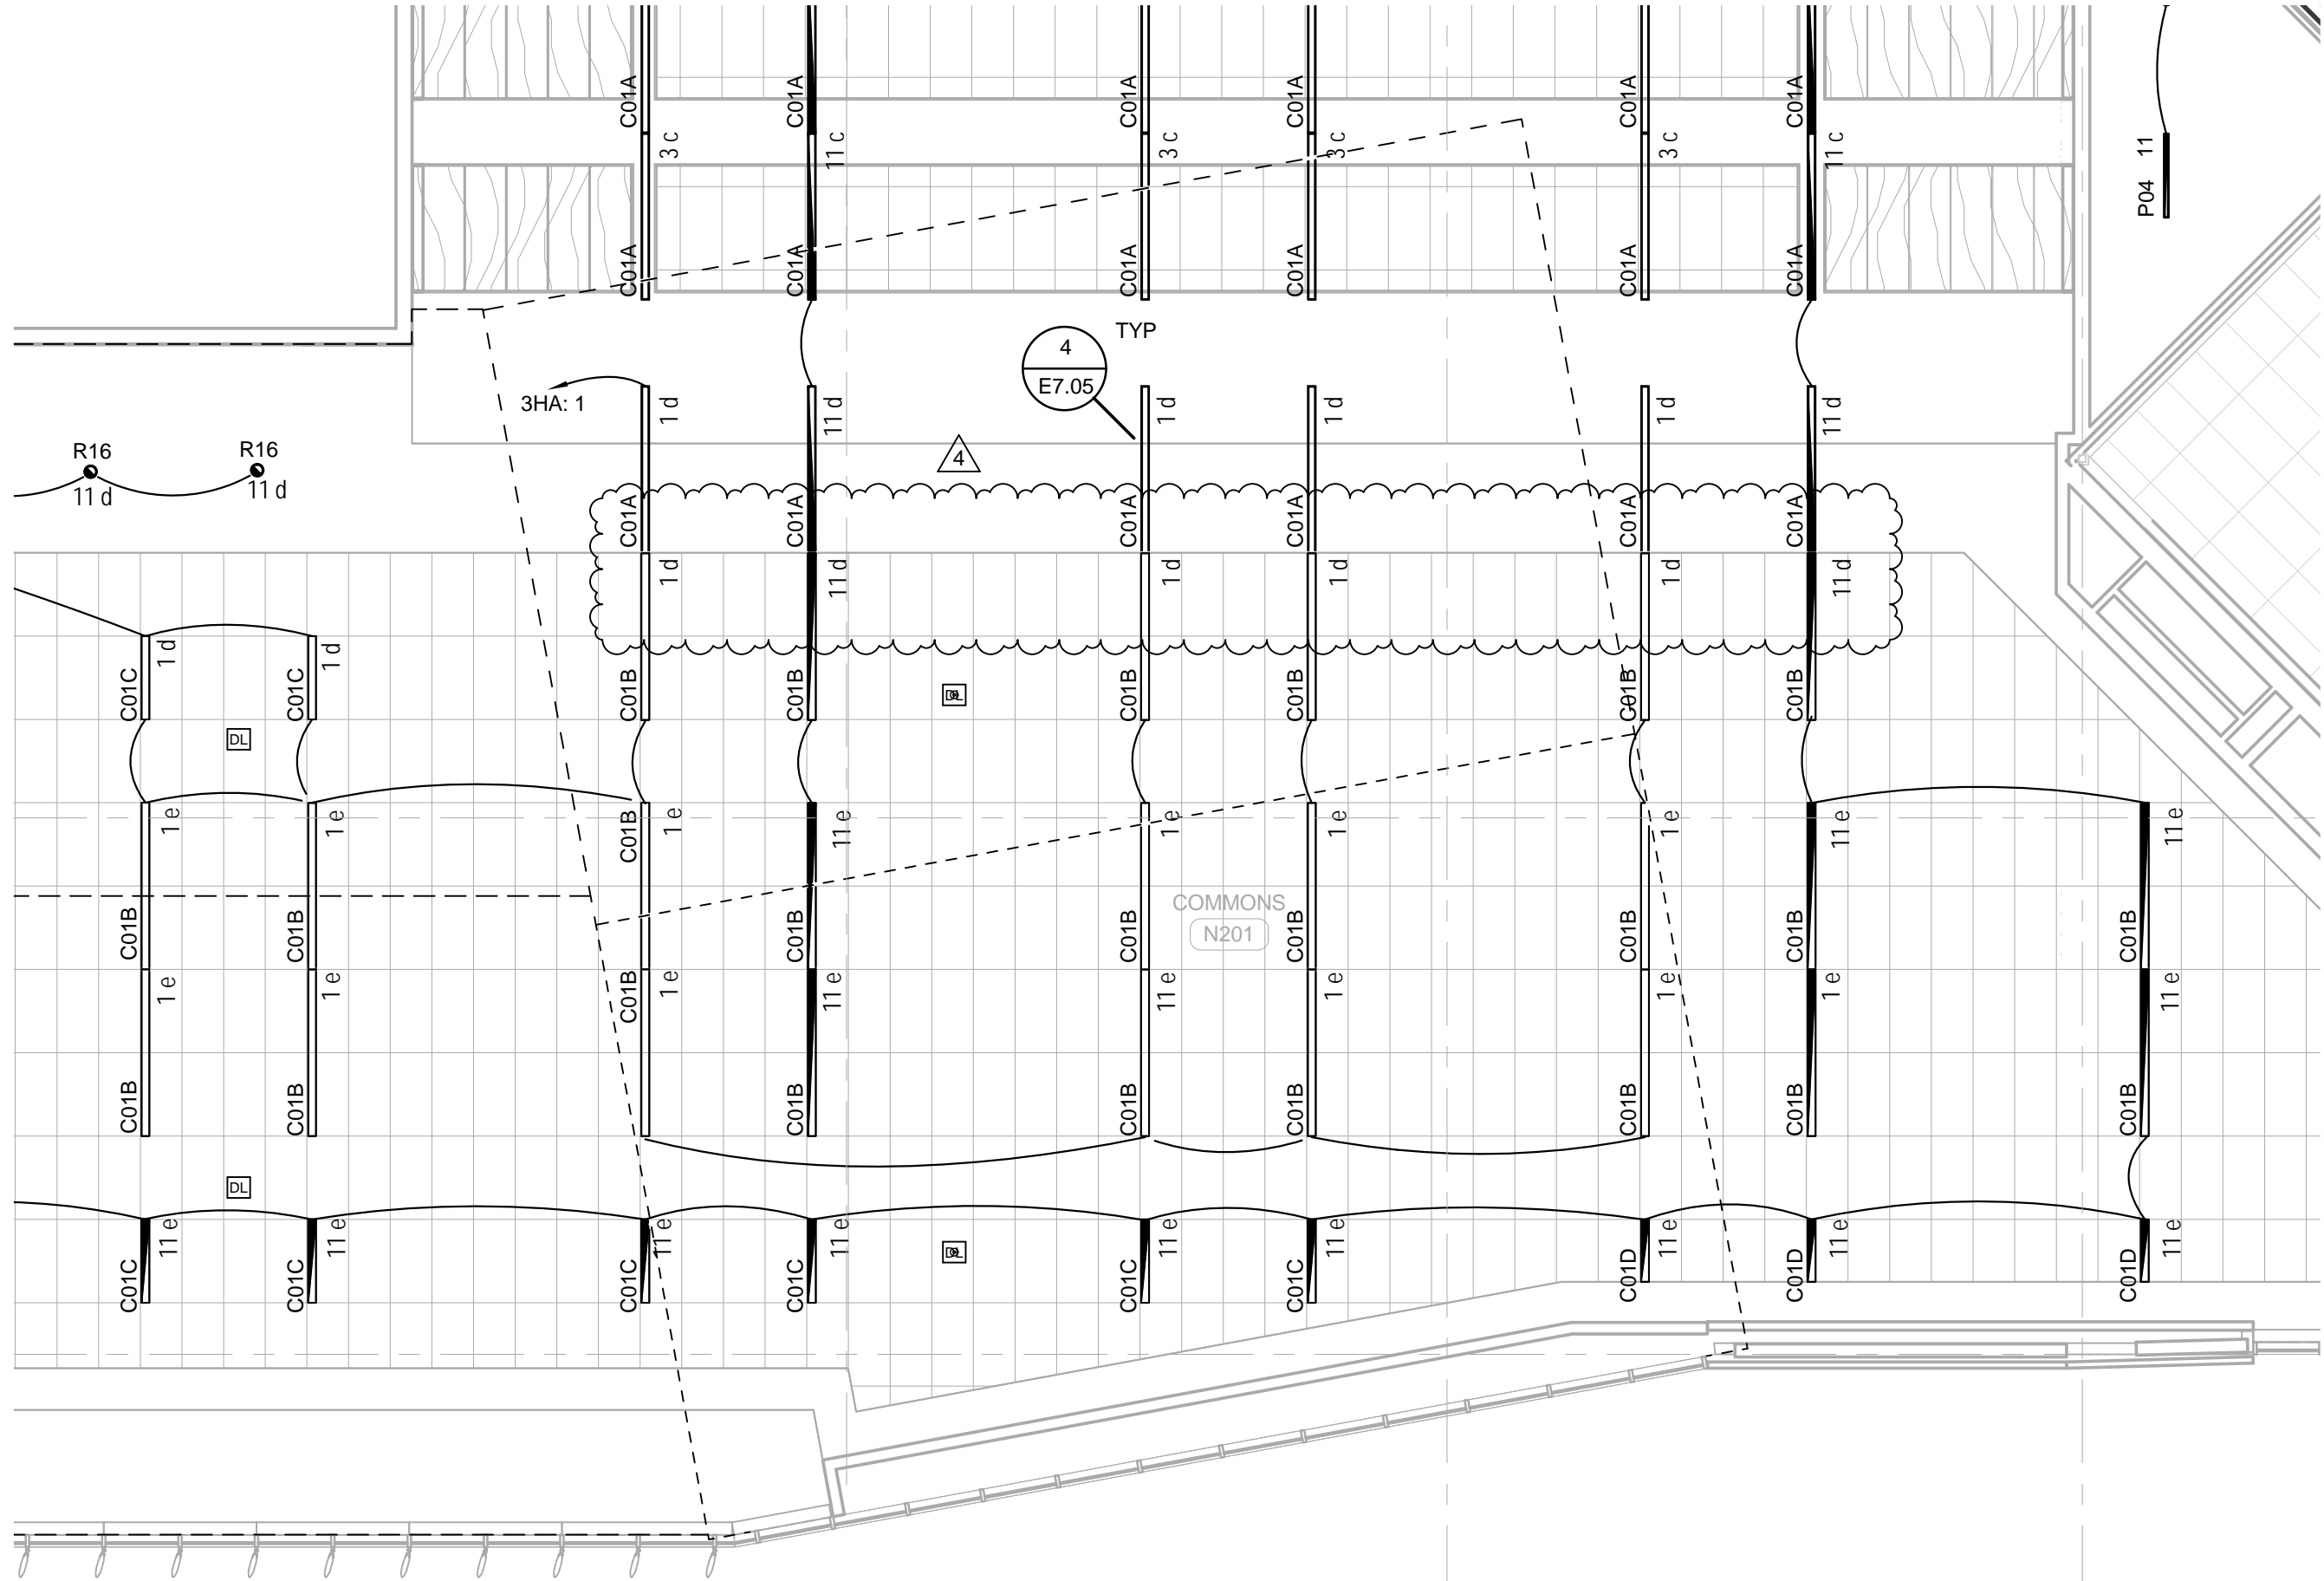 C01A C01A C01A C01A C01A C01A
3 c 11 c 3 c 3 c 3 c 11 c
P04 11
C01A C01A C01A C01A C01A C01A
TYP
4
E7.05
3HA: 1
1 d 11 d 1 d 1 d 1 d 11 d
R16 R16
11 d 11 d
4
C01A C01A C01A C01A C01A C01A
1 d 11 d 1 d 1 d 1 d 11 d
1 d 1 d
C01C C01C C01B C01B C01B C01B C01B C01B
DL
DL
1 e 1 e C01B 1 e 11 e 1 e 1 e 1 e 11 e 11 e
COMMONS
N201
C01B C01B C01B C01B C01B C01B C01B C01B
1 e 1 e C01B 1 e 11 e 11 e 1 e 1 e 1 e 11 e
C01B C01B C01B C01B C01B C01B C01B C01B
DL
11 e 11 e 11 e 11 e 11 e 11 e 11 e 11 e 11 e
DL
C01C C01C C01C C01C C01C C01C C01D C01D C01D